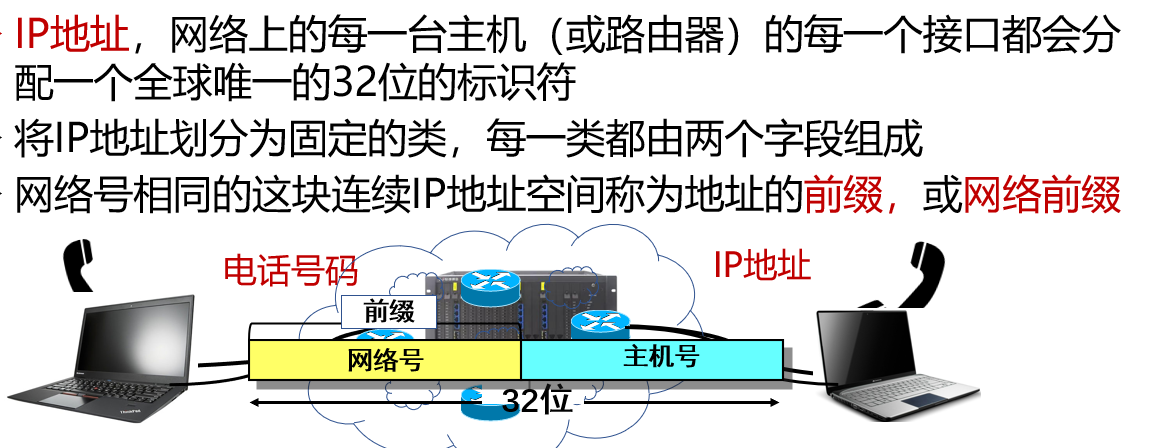 IP地址，网络上的每一台主机（或路由器）的每一个接口都会分
配一个全球唯一的32位的标识符
将IP地址划分为固定的类，每一类都由两个字段组成
网络号相同的这块连续IP地址空间称为地址的前缀，或网络前缀
电话号码
IP地址
前缀
网络号
主机号
32位
ThinkPad